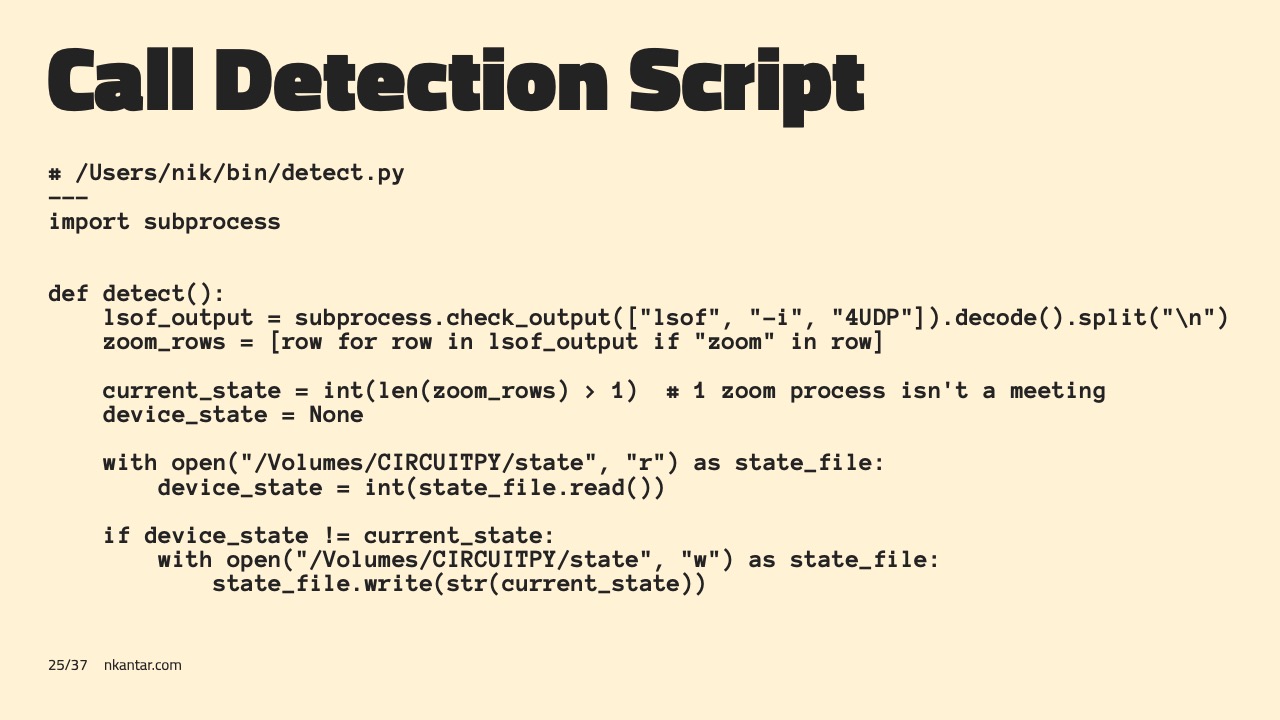 Call Detection Script
# /Users/nik/bin/detect.py
---
import subprocess
def detect():
    lsof_output = subprocess.check_output(["lsof", "-i", "4UDP"]).decode().split("\n")
    zoom_rows = [row for row in lsof_output if "zoom" in row]
    current_state = int(len(zoom_rows) > 1)  # 1 zoom process isn't a meeting
    device_state = None
    with open("/Volumes/CIRCUITPY/state", "r") as state_file:
        device_state = int(state_file.read())
    if device_state != current_state:
        with open("/Volumes/CIRCUITPY/state", "w") as state_file:
            state_file.write(str(current_state))
25/37 nkantar.com